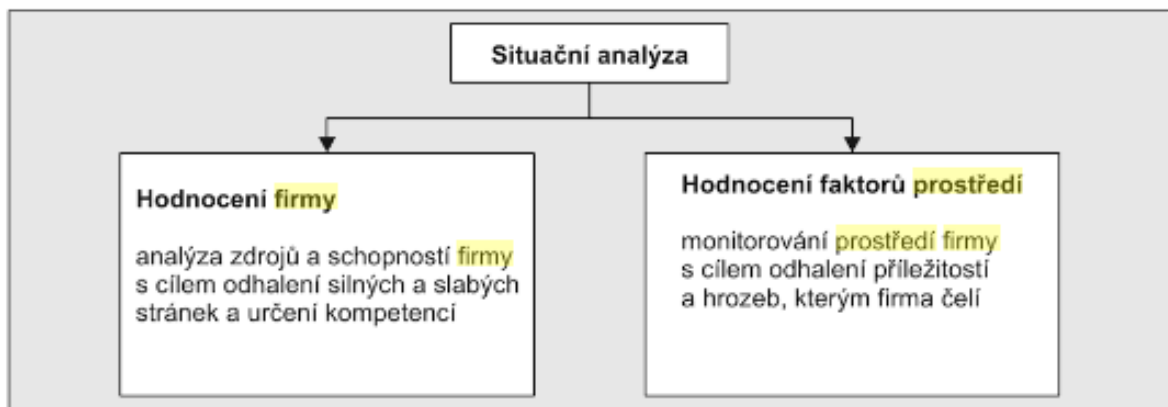 Situační analýza
Hodnocení firmy
analýza zdrojů a schopností firmy
s cílem odhalení silných a slabých
stránek a určení kompetencí
Hodnocení faktorů prostředí
monitorování prostředí firmy
s cílem odhalení příležitostí
a hrozeb, kterým firma čelí